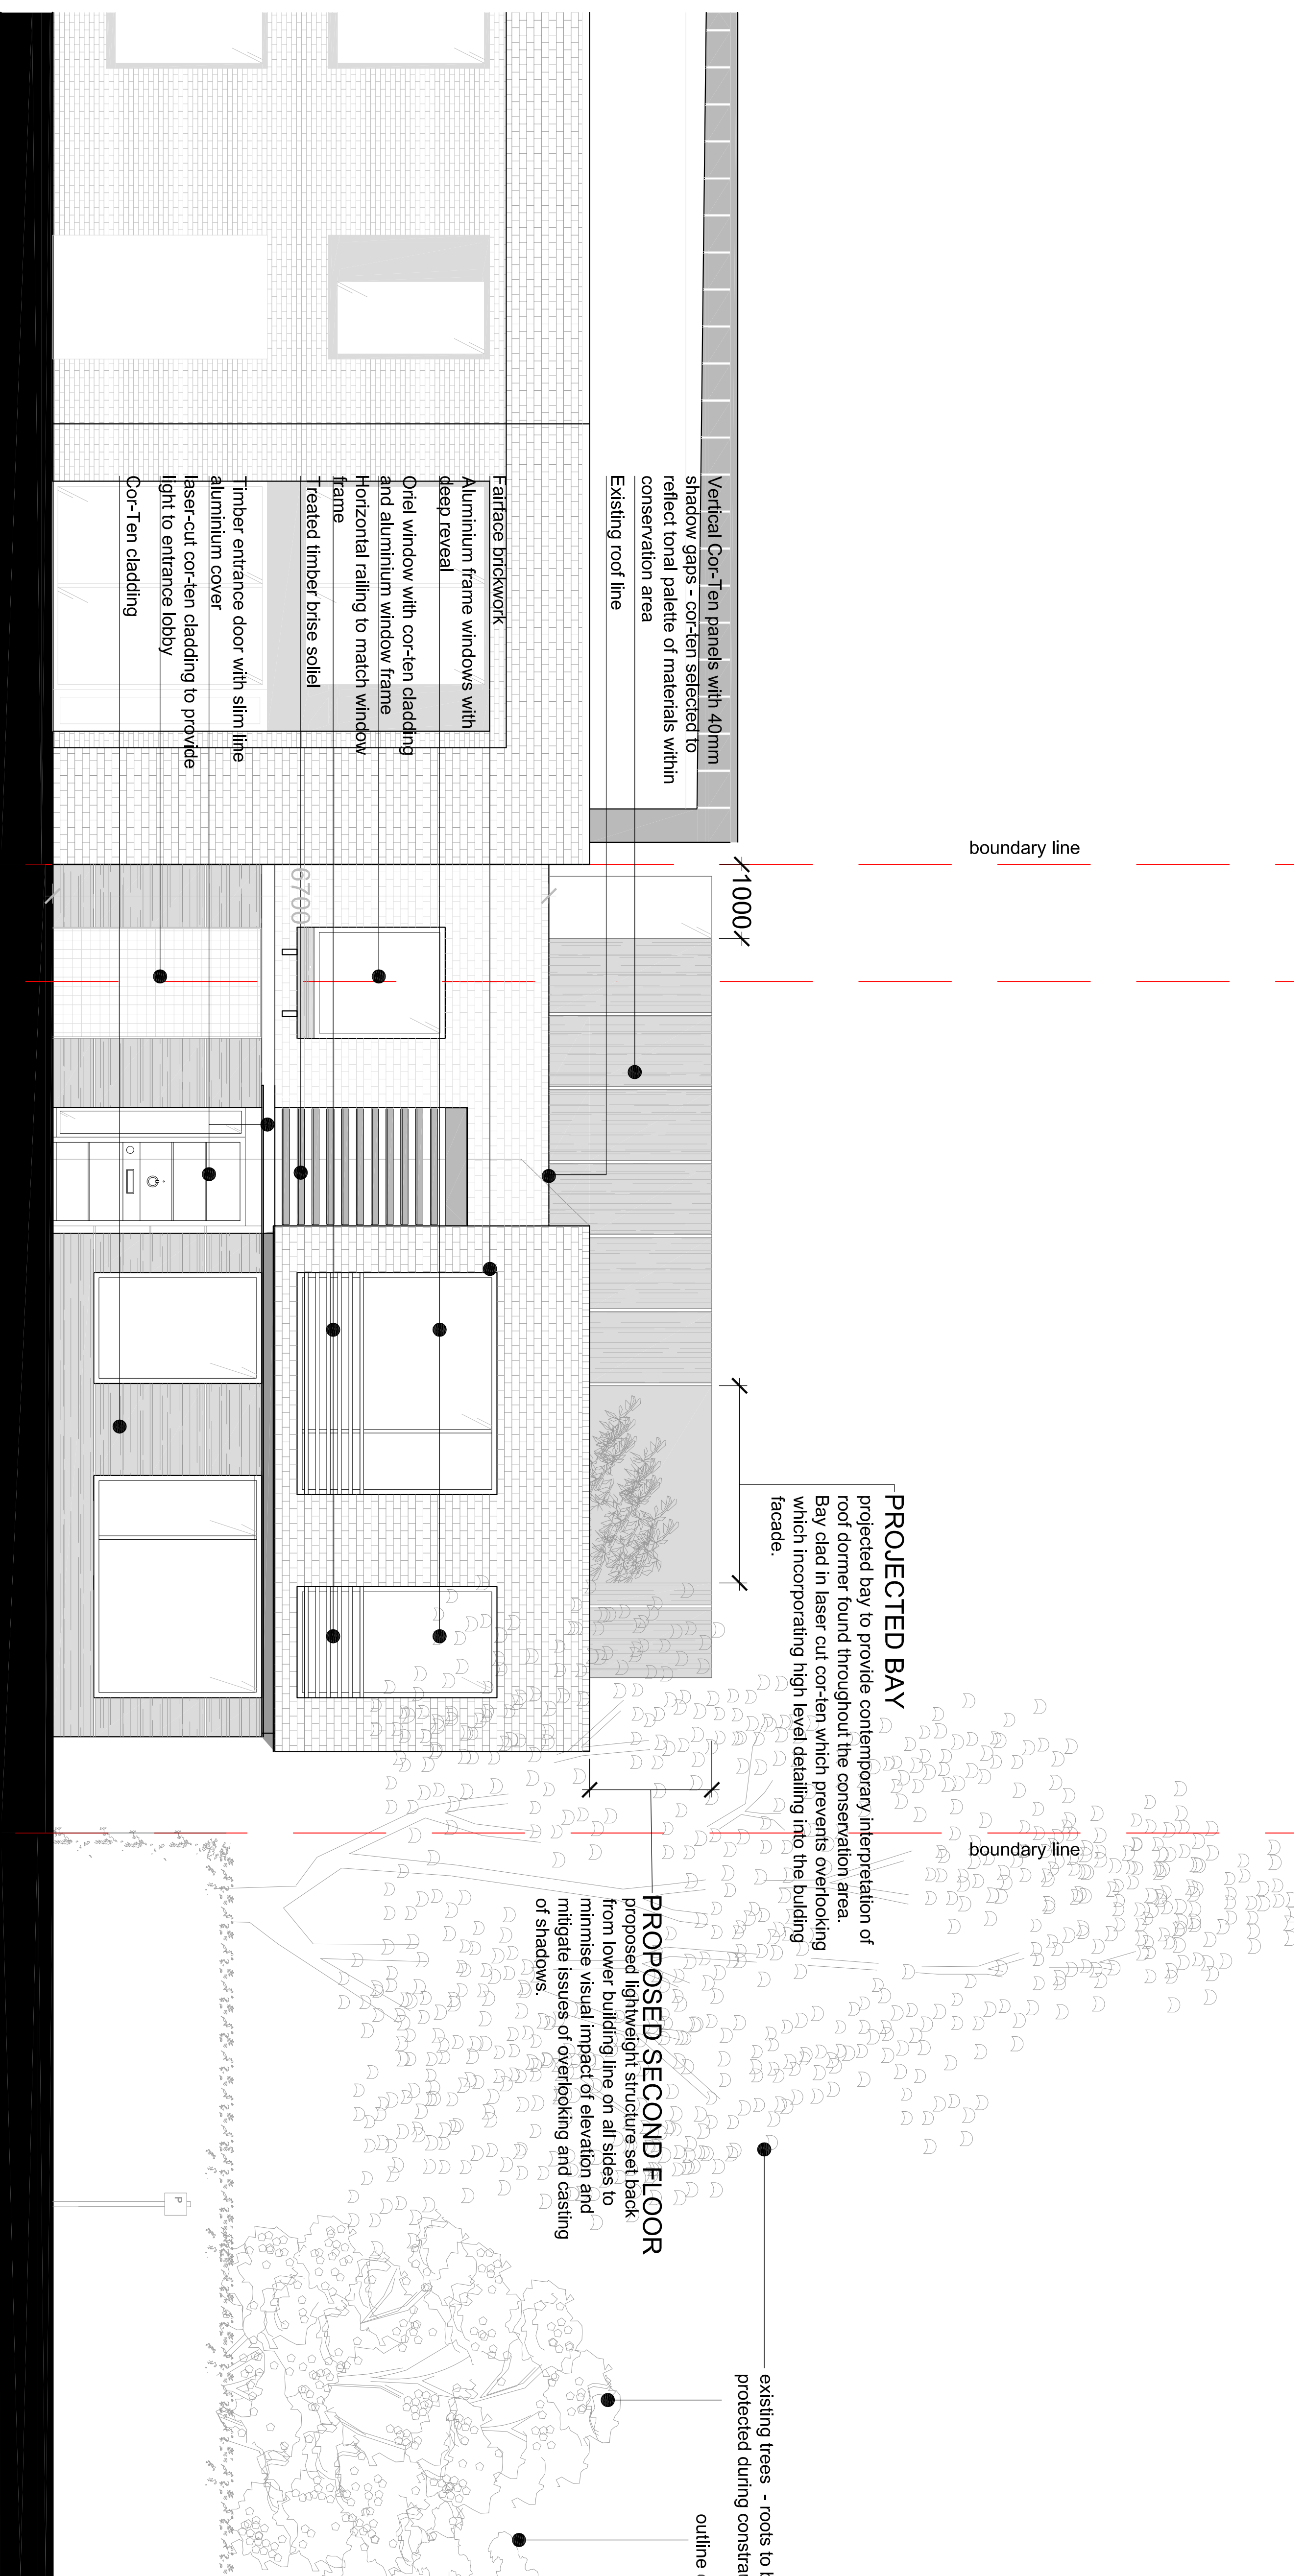 boundary line
1000
Vertical Cor-Ten panels with 40mm
shadow gaps - cor-ten selected to
reflect tonal palette of materials within
conservation area
Existing roof line
Fairface brickwork
Aluminium frame windows with
deep reveal
Oriel window with cor-ten cladding
and aluminium window frame
Horizontal railing to match window
frame
Treated timber brise soliel
Timber entrance door with slim line
aluminium cover
laser-cut cor-ten cladding to provide
light to entrance lobby
Cor-Ten cladding
6700
PROJECTED BAY
projected bay to provide contemporary interpretation of
roof dormer found throughout the conservation area.
Bay clad in laser cut cor-ten which prevents overlooking
which incorporating high level detailing into the bulding
facade.
boundary line
PROPOSED SECOND FLOOR
proposed lightweight structure set back
from lower building line on all sides to
minmise visual impact of elevation and
mitigate issues of overlooking and casting
of shadows.
P
existing trees - roots to
protected during
outline